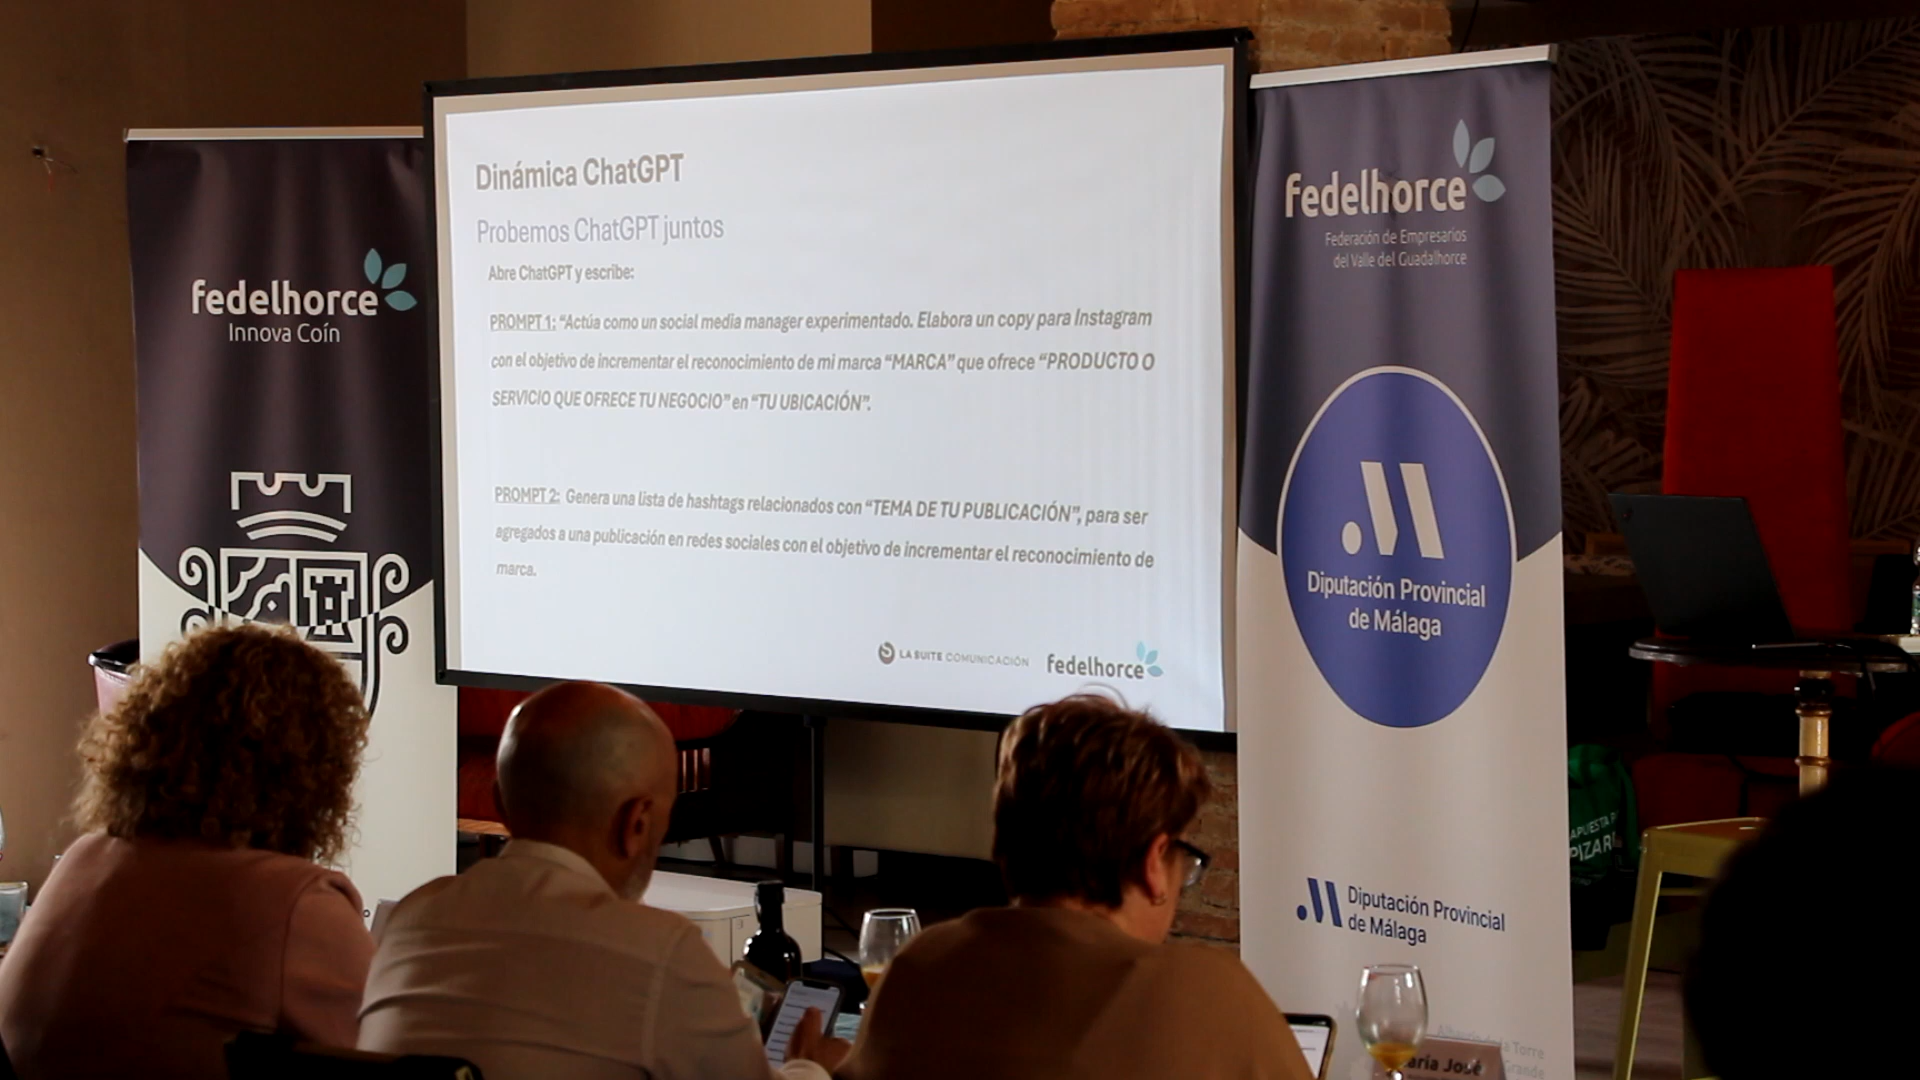 fedelhorce
Innova Coín
Dinámica ChatGPT
Probemos ChatGPT juntos
Abre ChatGPT y escribe:
PROMPT 1: “Actúa como un social media manager experimentado. Elabora un copy para Instagram
con el objetivo de incrementar el reconocimiento de mi marca “MARCA” que ofrece “PRODUCTO O
SERVICIO QUE OFRECE TU NEGOCIO” en “TU UBICACIÓN”.
PROMPT 2: Genera una lista de hashtags relacionados con “TEMA DE TU PUBLICACIÓN”, para ser
agregados a una publicación en redes sociales con el objetivo de incrementar el reconocimiento de
marca.
LA SUITE COMUNICACIÓN
fedelhorce
fedelhorce
Federación de Empresarios
del Valle del Guadalhorce
Diputación Provincial
de Málaga
Diputación Provincial
de Málaga
la Torre
Grande
José
APUESTA
PIZAR